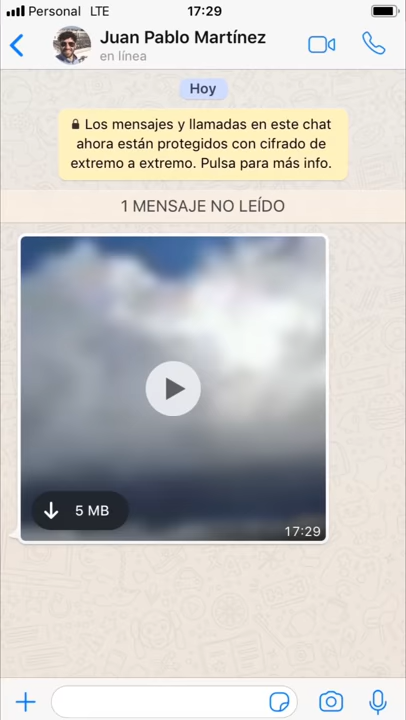 Personal LTE 17:29
Juan Pablo Martínez
en línea
Hoy
Los mensajes y llamadas en este chat
ahora están protegidos con cifrado de
extremo a extremo. Pulsa para más info.
1 MENSAJE NO LEÍDO
5 MB
17:29